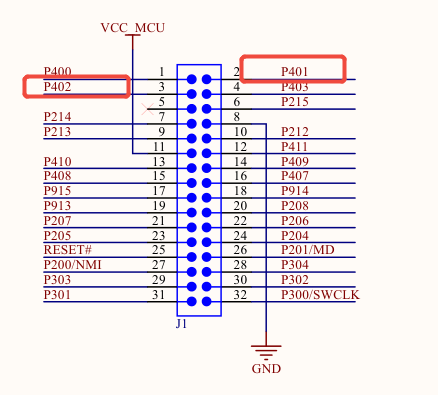 VCC_MCU
P400 1 2 P401
P402 3 4 P403
5 6 P215
P214 7 8
P213 9 10 P212
11 12 P411
P410 13 14 P409
P408 15 16 P407
P915 17 18 P914
P913 19 20 P208
P207 21 22 P206
P205 23 24 P204
RESET# 25 26 P201/MD
P200/NMI 27 28 P304
P303 29 30 P302
P301 31 32 P300/SWCLK
J1
GND